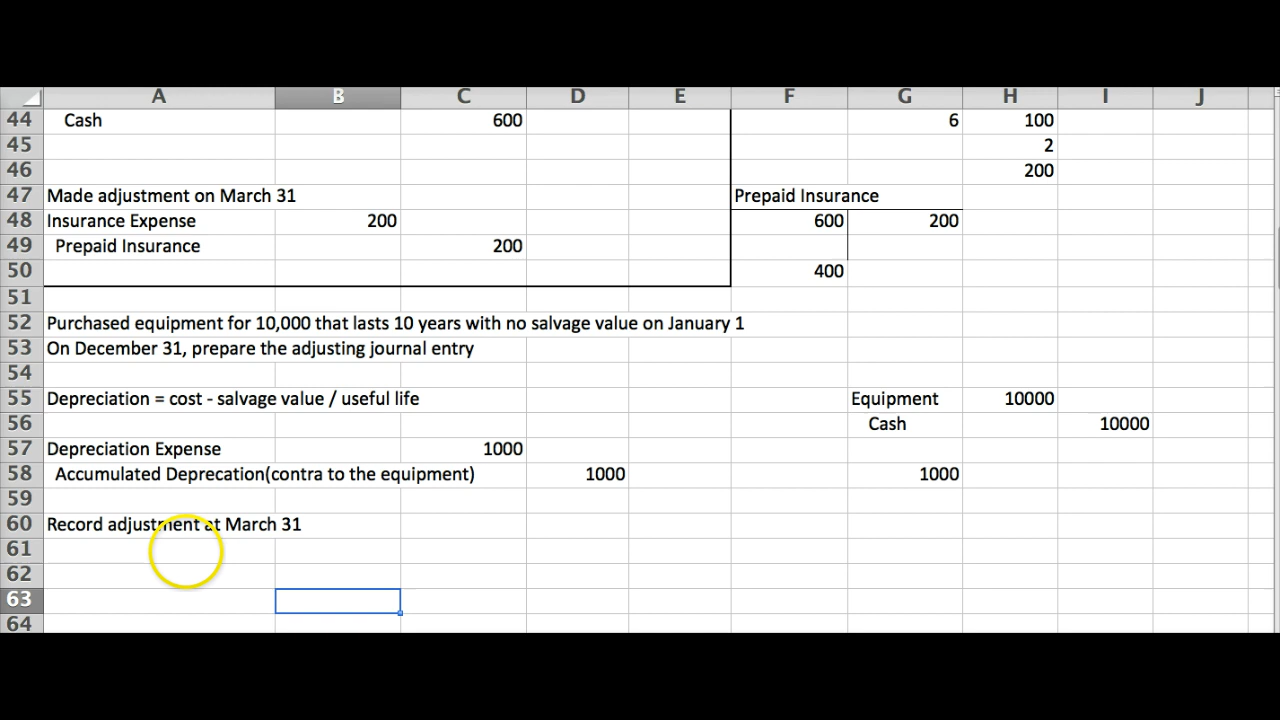 A B C D E F G H I J
44 Cash 600 6 100
45 2
46 200
47 Made adjustment on March 31 Prepaid Insurance
48 Insurance Expense 200 600 200
49 Prepaid Insurance 200
50 400
51
52 Purchased equipment for 10,000 that lasts 10 years with no salvage value on January 1
53 On December 31, prepare the adjusting journal entry
54
55 Depreciation = cost - salvage value / useful life Equipment 10000
56 Cash 10000
57 Depreciation Expense 1000
58 Accumulated Deprecation(contra to the equipment) 1000 1000
59
60 Record adjustment at March 31
61
62
63
64